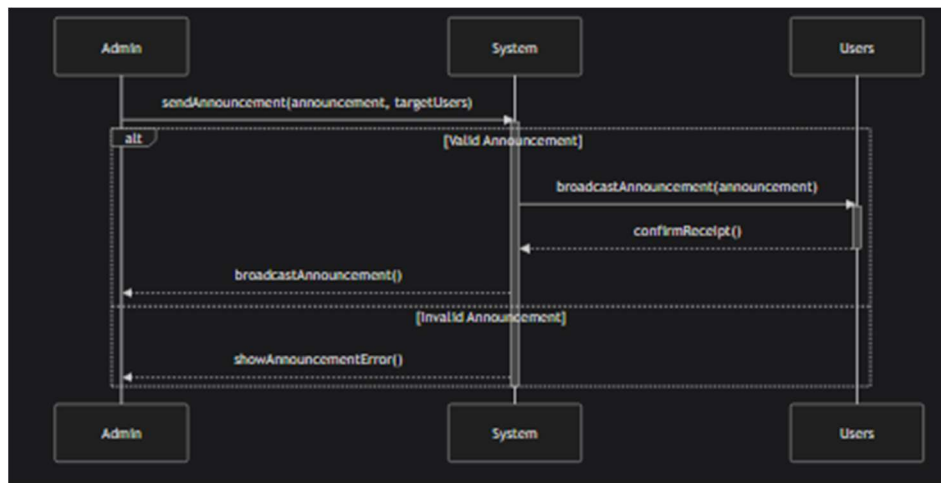 Admin
System
Users
sendAnnouncement(announcement, targetUsers)
alt
[Valid Announcement]
broadcastAnnouncement(announcement)
confirmReceipt()
broadcastAnnouncement()
[Invalid Announcement]
showAnnouncementError()
Admin
System
Users